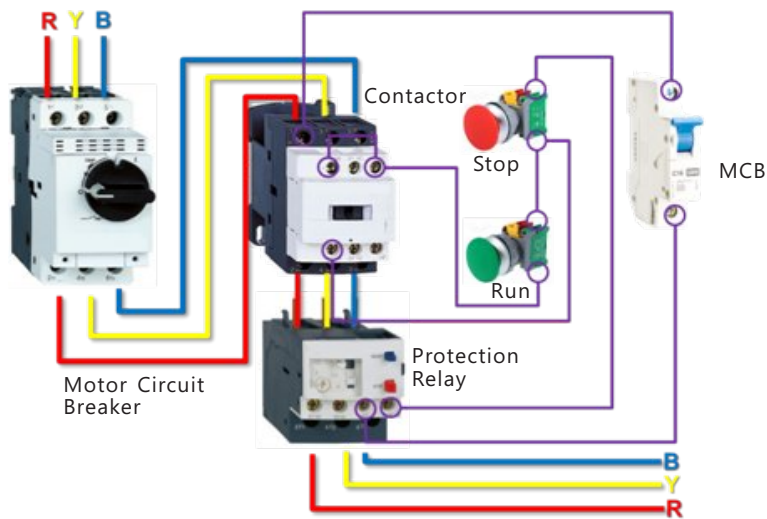 R Y B
Contactor
Stop
MCB
Run
Motor Circuit
Breaker
Protection
Relay
B
Y
R